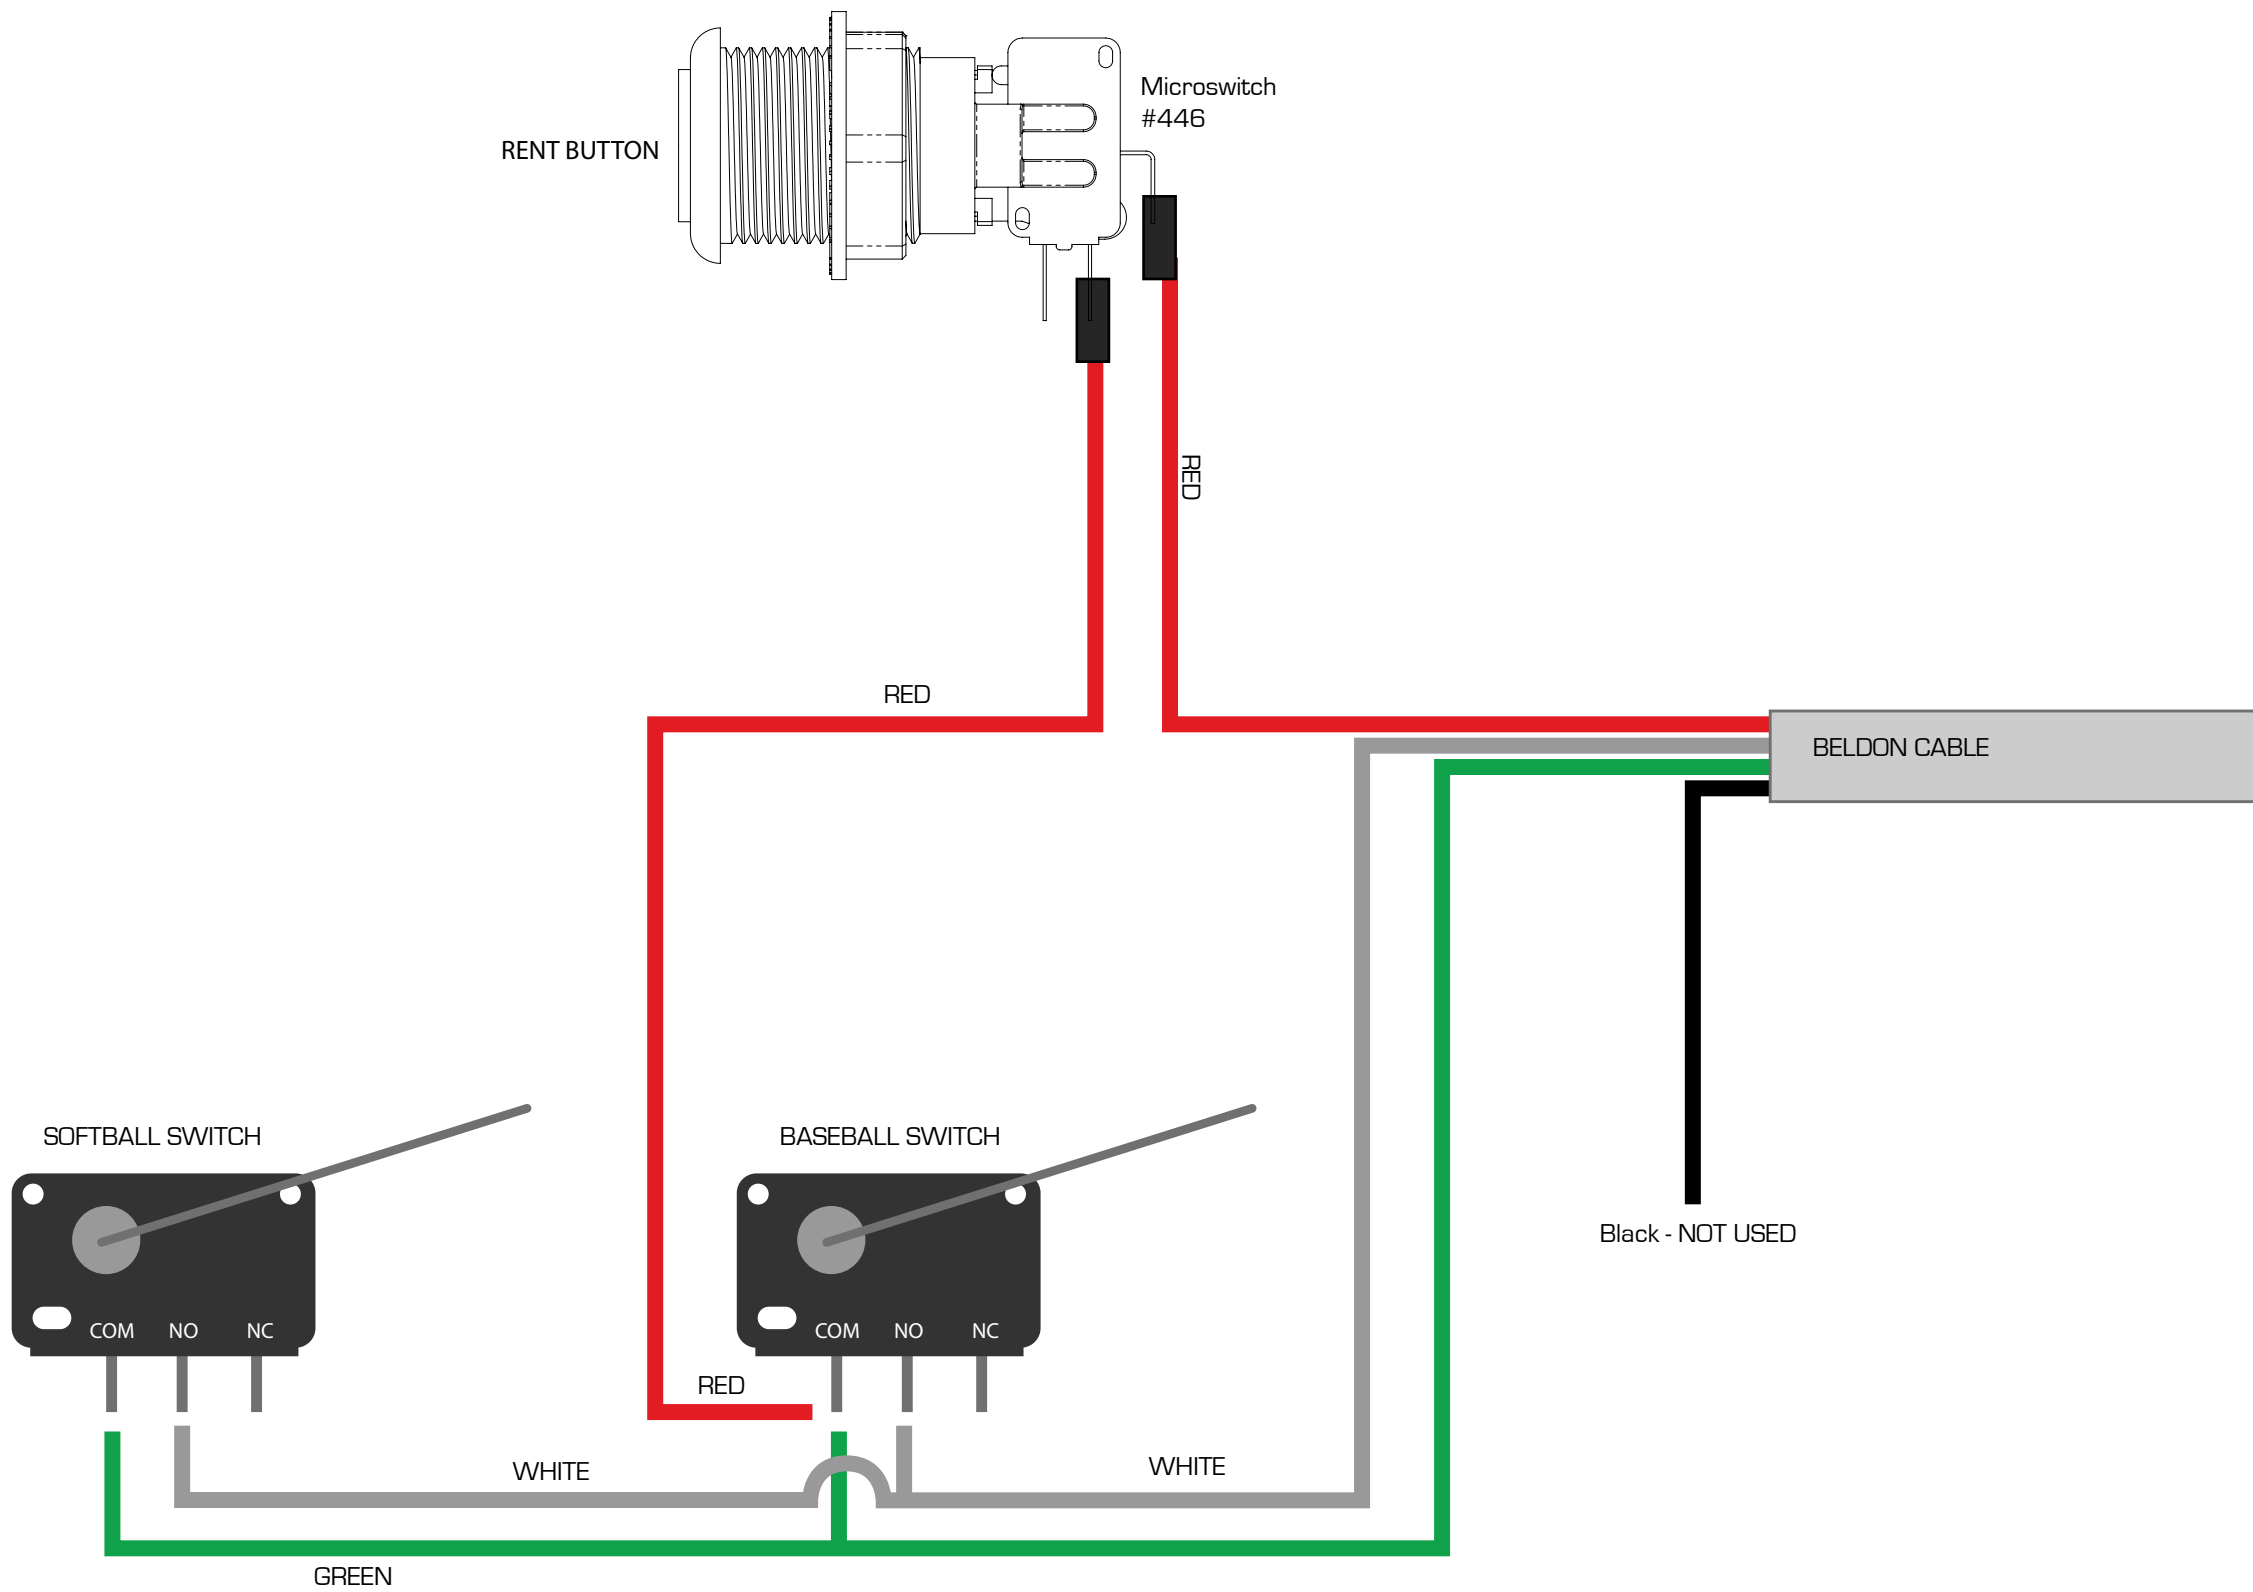 Microswitch
#446
RENT BUTTON
RED
RED
BELDON CABLE
SOFTBALL SWITCH
BASEBALL SWITCH
Black - NOT USED
COM NO NC
COM NO NC
RED
WHITE
WHITE
GREEN